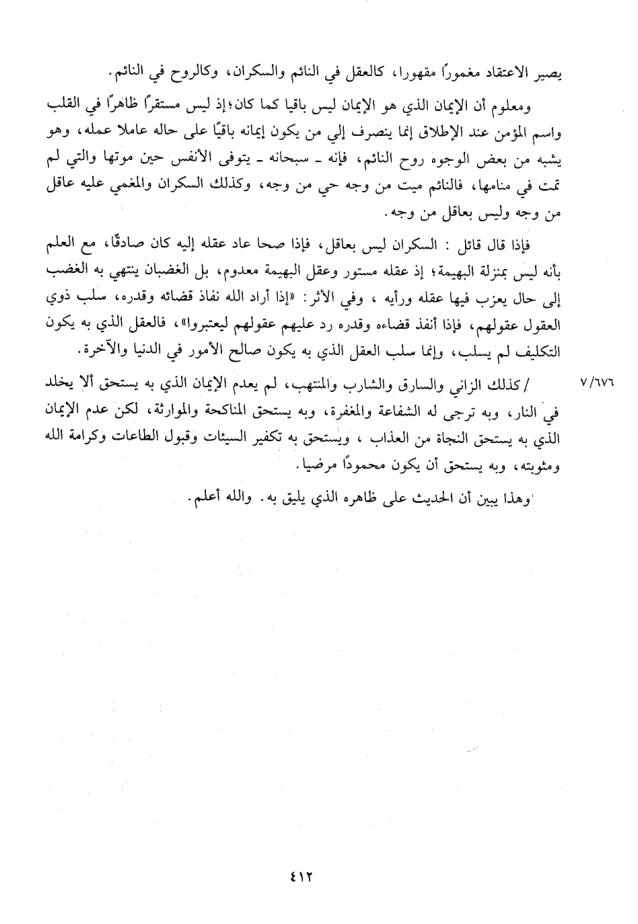 يصير الاعتقاد مغمورًا مقهورا، كالعقل في النائم والسكران، وكالروح في النائم.
ومعلوم أن الإيمان الذي هو الإيمان ليس باقيا كما كان؛ إذ ليس مستقرًا ظاهرًا في القلب
واسم المؤمن عند الإطلاق إنما ينصرف إلي من يكون إيمانه باقيًا على حاله عاملا عمله، وهو
يشبه من بعض الوجوه روح النائم، فإنه ـ سبحانه ـ يتوفى الأنفس حين موتها والتي لم
تمت في منامها، فالنائم ميت من وجه حي من وجه، وكذلك السكران والمغمي عليه عاقل
من وجه وليس بعاقل من وجه.
فإذا قال قائل : السكران ليس بعاقل، فإذا صحا عاد عقله إليه كان صادقًا، مع العلم
بأنه ليس بمنزلة البهيمة؛ إذ عقله مستور وعقل البهيمة معدوم، بل الغضبان ينتهي به الغضب
إلى حال يعزب فيها عقله ورأيه ، وفي الأثر: «إذا أراد الله نفاذ قضائه وقدره، سلب ذوي
العقول عقولهم، فإذا أنفذ قضاءه وقدره رد عليهم عقولهم ليعتبروا»، فالعقل الذي به يكون
التكليف لم يسلب، وإنما سلب العقل الذي به يكون صالح الأمور في الدنيا والآخرة.
٧/٦٧٦ / كذلك الزاني والسارق والشارب والمنتهب، لم يعدم الإيمان الذي به يستحق ألا يخلد
في النار، وبه ترجى له الشفاعة والمغفرة، وبه يستحق المناكحة والموارثة، لكن عدم الإيمان
الذي به يستحق النجاة من العذاب ، ويستحق به تكفير السيئات وقبول الطاعات وكرامة الله
ومثوبته، وبه يستحق أن يكون محمودًا مرضيا.
وهذا يبين أن الحديث على ظاهره الذي يليق به. والله أعلم.
٤١٢